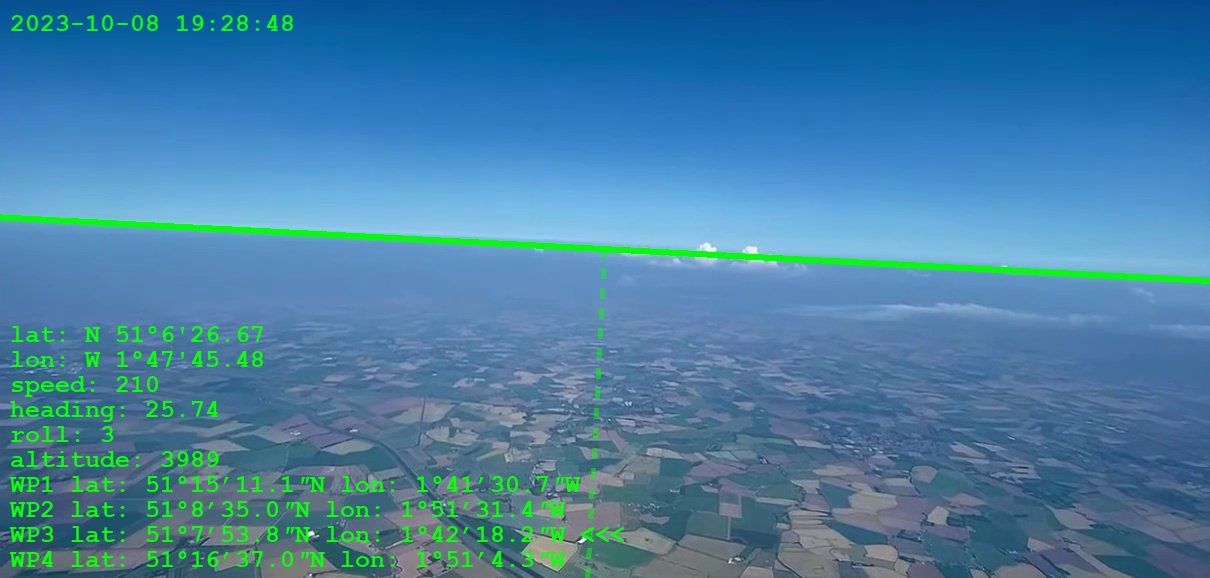 2023-10-08 19:28:48
lat: N 51°6'26.67
lon: W 1°47'45.48
speed: 210
heading: 25.74
roll: 3
altitude: 3989
WP1 lat: 51°15′11.1″N lon: 1°41′30.7″W
WP2 lat: 51°8′35.0″N lon: 1°51′31.4″W
WP3 lat: 51°7′53.8″N lon: 1°42′18.2″W <<<
WP4 lat: 51°16′37.0″N lon: 1°51′4.3″W